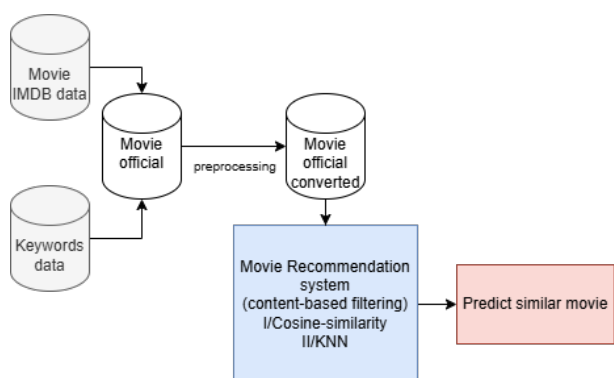 Movie
IMDB data
Movie
official
preprocessing
Movie
official
converted
Keywords
data
Movie Recommendation
system
(content-based filtering)
I/Cosine-similarity
II/KNN
Predict similar movie